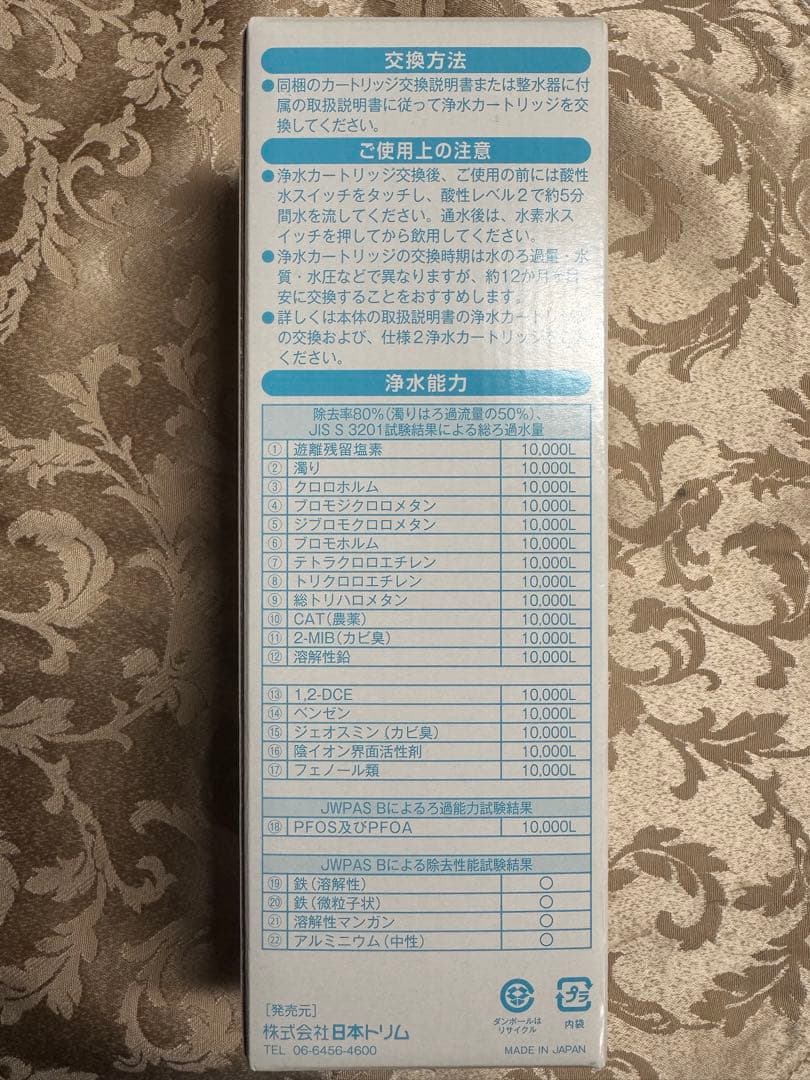 交換方法
●同梱のカートリッジ交換説明書または整水器に付
属の取扱説明書に従って浄水カートリッジを交
換してください。
ご使用上の注意
●浄水カートリッジ交換後、ご使用の前には酸性
水スイッチをタッチし、酸性レベル2で約5分
間水を流してください。通水後は、水素水ス
イッチを押してから飲用してください。
●浄水カートリッジの交換時期は水のろ過量・水
質・水圧などで異なりますが、約12か月を目
安に交換することをおすすめします。
●詳しくは本体の取扱説明書の浄水カートリッジ
の交換および、仕様2浄水カートリッジを
ください。
浄水能力
除去率80%(濁りはろ過流量の50%)、
JIS S 3201試験結果による総ろ過水量
① 遊離残留塩素 10,000L
② 濁り 10,000L
③ クロロホルム 10,000L
④ ブロモジクロロメタン 10,000L
⑤ ジブロモクロロメタン 10,000L
⑥ ブロモホルム 10,000L
⑦ テトラクロロエチレン 10,000L
⑧ トリクロロエチレン 10,000L
⑨ 総トリハロメタン 10,000L
⑩ CAT(農薬) 10,000L
⑪ 2-MIB(カビ臭) 10,000L
⑫ 溶解性鉛 10,000L
⑬ 1,2-DCE 10,000L
⑭ ベンゼン 10,000L
⑮ ジェオスミン(カビ臭) 10,000L
⑯ 陰イオン界面活性剤 10,000L
⑰ フェノール類 10,000L
JWPAS Bによるろ過能力試験結果
⑱ PFOS及びPFOA 10,000L
JWPAS Bによる除去性能試験結果
⑲ 鉄(溶解性) ○
⑳ 鉄(微粒子状) ○
㉑ 溶解性マンガン ○
㉒ アルミニウム(中性) ○
プラ
ダンボールは
リサイクル
内袋
[発売元]
株式会社日本トリム
TEL 06-6456-4600
MADE IN JAPAN